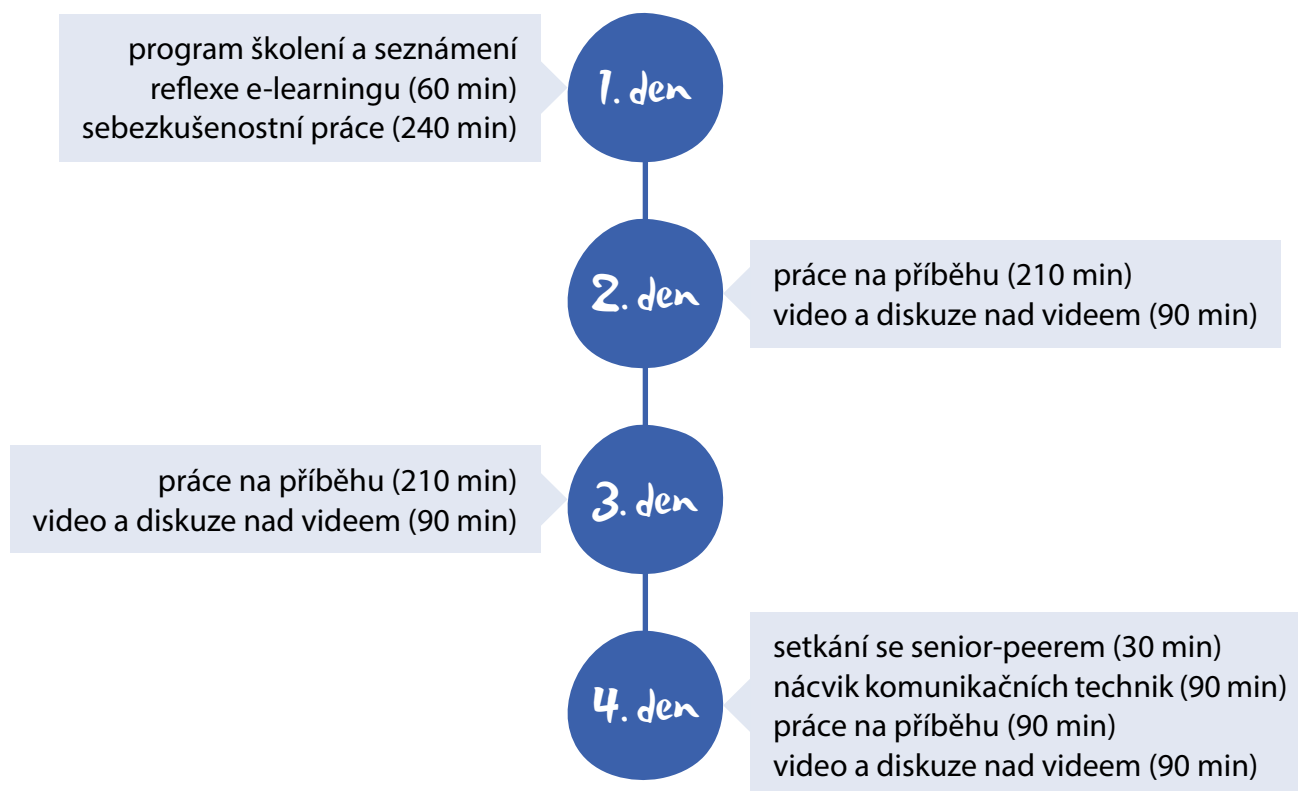 program školení a seznámení
reflexe e-learningu (60 min)
sebezkušenostní práce (240 min)
1. den
2. den
práce na příběhu (210 min)
video a diskuze nad videem (90 min)
práce na příběhu (210 min)
video a diskuze nad videem (90 min)
3. den
4. den
setkání se senior-peerem (30 min)
nácvik komunikačních technik (90 min)
práce na příběhu (90 min)
video a diskuze nad videem (90 min)